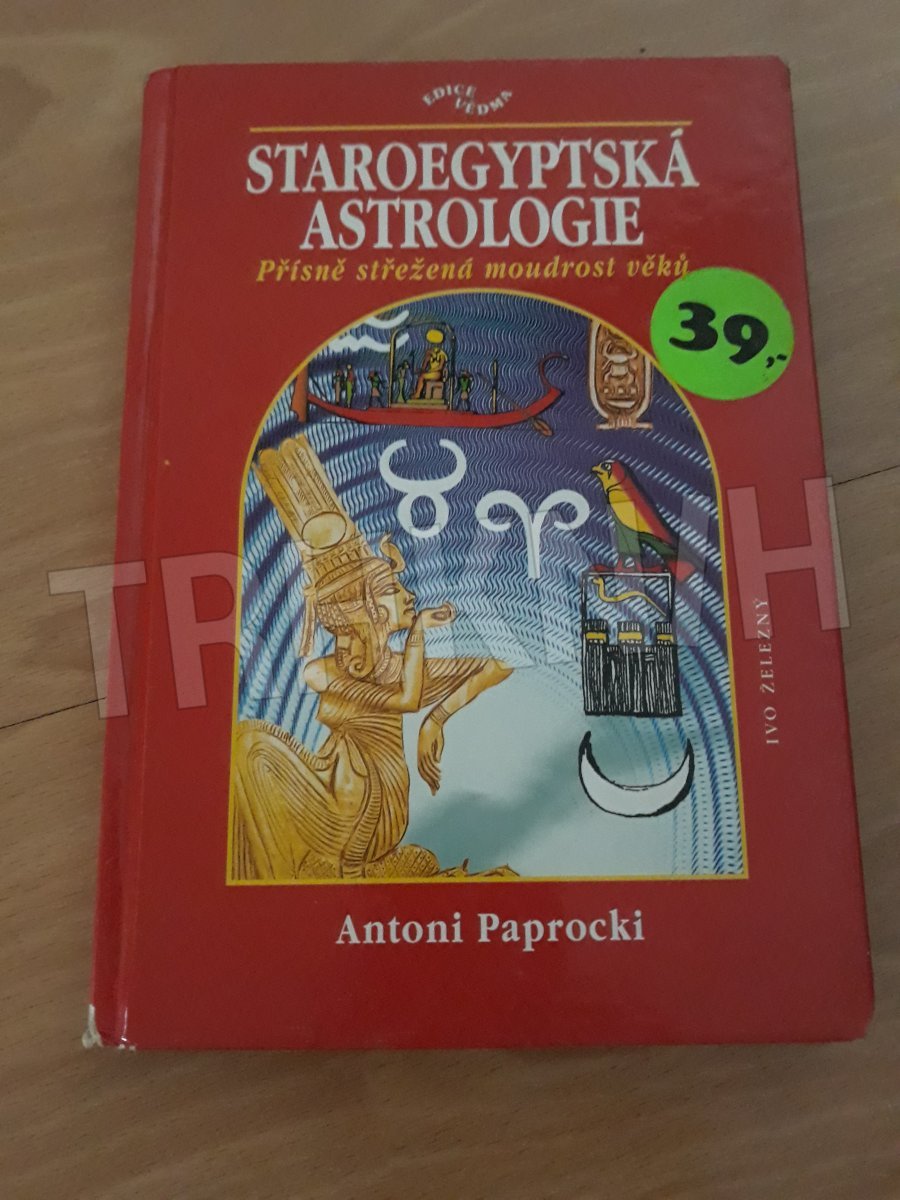 EDICE
VĚDMA
STAROEGYPTSKÁ
ASTROLOGIE
Přísně střežená moudrost věků
39,-
IVO ŽELEZNÝ
Antoni Paprocki